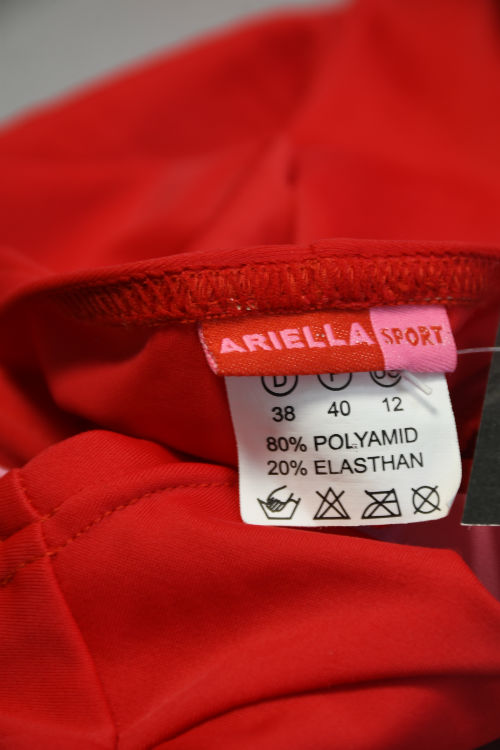 ARIELLA SPORT
38 40 12
80% POLYAMID
20% ELASTHAN